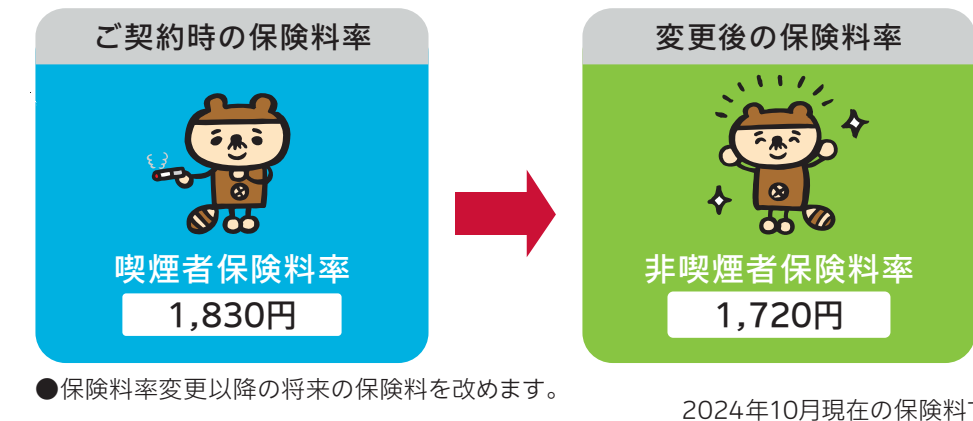 ご契約時の保険料率
変更後の保険料率
喫煙者保険料率
1,830円
非喫煙者保険料率
1,720円
●保険料率変更以降の将来の保険料を改めます。
2024年10月現在の保険料